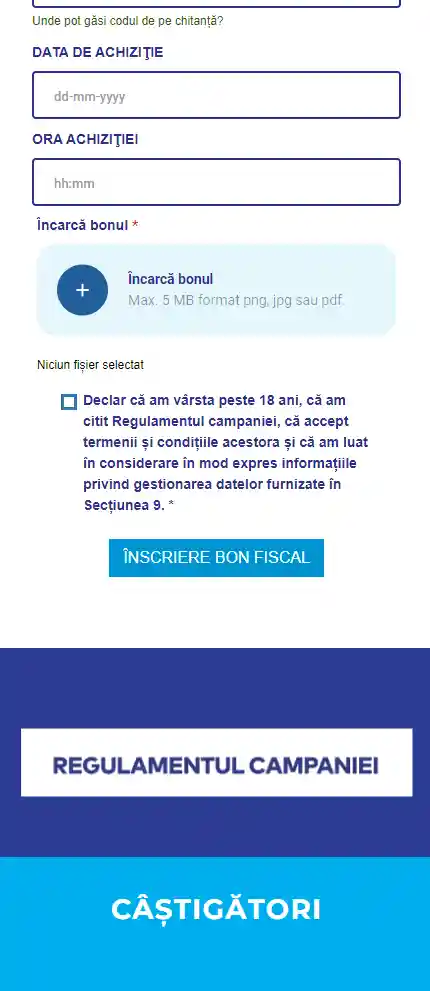 Unde pot găsi codul de pe chitanță?
DATA DE ACHIZIŢIE
dd-mm-yyyy
ORA ACHIZIŢIEI
hh:mm
Încarcă bonul *
Încarcă bonul
Max. 5 MB format png, jpg sau pdf.
Niciun fișier selectat
Declar că am vârsta peste 18 ani, că am
citit Regulamentul campaniei, că accept
termenii și condițiile acestora și că am luat
în considerare în mod expres informațiile
privind gestionarea datelor furnizate în
Secțiunea 9. *
ÎNSCRIERE BON FISCAL
REGULAMENTUL CAMPANIEI
CÂȘTIGĂTORI